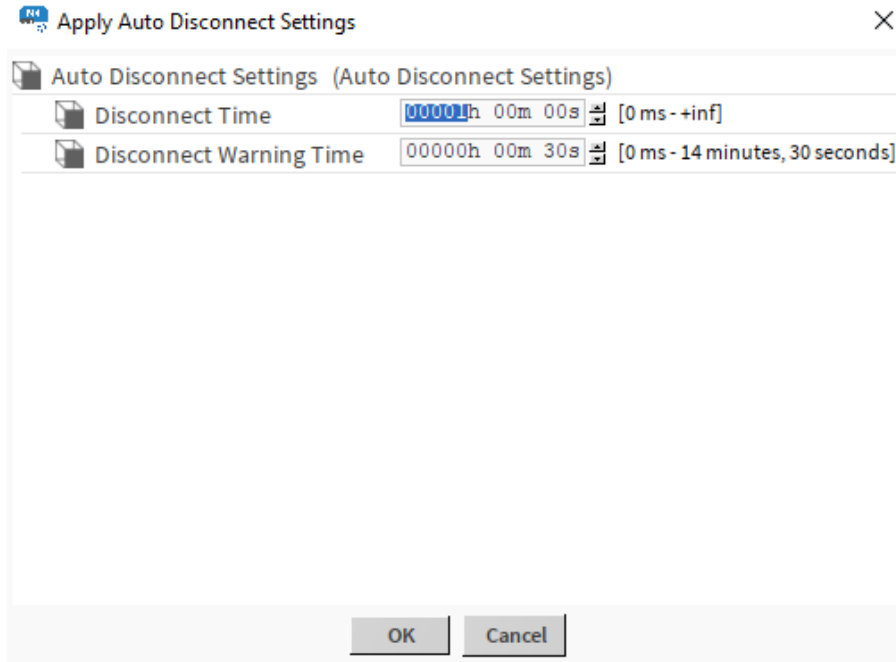 N4
Apply Auto Disconnect Settings
Auto Disconnect Settings (Auto Disconnect Settings)
Disconnect Time 00001h 00m 00s [0 ms - +inf]
Disconnect Warning Time 00000h 00m 30s [0 ms - 14 minutes, 30 seconds]
OK Cancel